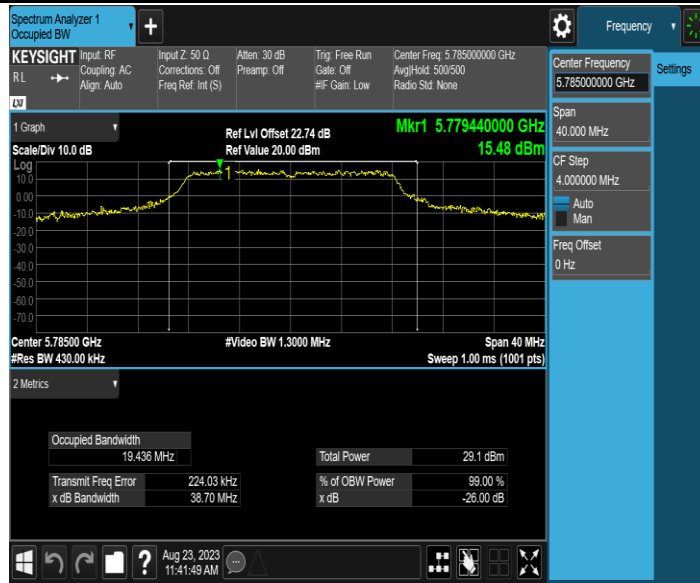 Spectrum Analyzer 1
Occupied BW
+
Frequency
KEYSIGHT
RL
LXI
Input: RF
Coupling: AC
Align: Auto
Input Z: 50 Ω
Corrections: Off
Freq Ref: Int (S)
Atten: 30 dB
Preamp: Off
Trig: Free Run
Gate: Off
#IF Gain: Low
Center Freq: 5.785000000 GHz
Avg|Hold: 500/500
Radio Std: None
Center Frequency
5.785000000 GHz
Settings
Span
40.000 MHz
CF Step
4.000000 MHz
Auto
Man
Freq Offset
0 Hz
1 Graph
Scale/Div 10.0 dB
Ref Lvl Offset 22.74 dB
Ref Value 20.00 dBm
Mkr1 5.779440000 GHz
15.48 dBm
Log
10.0
0.00
-10.0
-20.0
-30.0
-40.0
-50.0
-60.0
-70.0
1
Center 5.78500 GHz
#Res BW 430.00 kHz
#Video BW 1.3000 MHz
Span 40 MHz
Sweep 1.00 ms (1001 pts)
2 Metrics
Occupied Bandwidth
19.436 MHz
Total Power 29.1 dBm
Transmit Freq Error 224.03 kHz
% of OBW Power 99.00 %
x dB Bandwidth 38.70 MHz
x dB -26.00 dB
?
Aug 23, 2023
11:41:49 AM